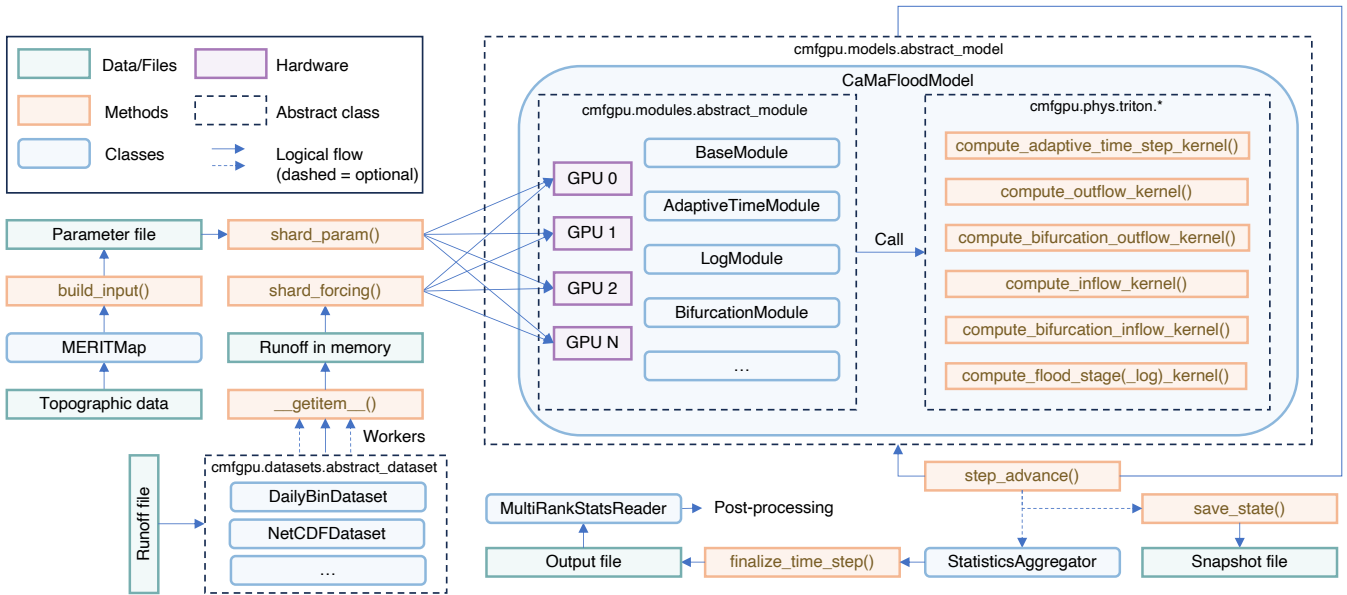 Data/Files
Hardware
Methods
Abstract class
Classes
Logical flow
(dashed = optional)
Parameter file
shard_param()
build_input()
shard_forcing()
MERITMap
Runoff in memory
Topographic data
__getitem__()
Workers
Runoff file
cmfgpu.datasets.abstract_dataset
DailyBinDataset
NetCDFDataset
...
cmfgpu.models.abstract_model
CaMaFloodModel
cmfgpu.modules.abstract_module
GPU 0
GPU 1
GPU 2
GPU N
BaseModule
AdaptiveTimeModule
LogModule
BifurcationModule
...
Call
cmfgpu.phys.triton.*
compute_adaptive_time_step_kernel()
compute_outflow_kernel()
compute_bifurcation_outflow_kernel()
compute_inflow_kernel()
compute_bifurcation_inflow_kernel()
compute_flood_stage(_log)_kernel()
step_advance()
MultiRankStatsReader
Post-processing
save_state()
Output file
finalize_time_step()
StatisticsAggregator
Snapshot file